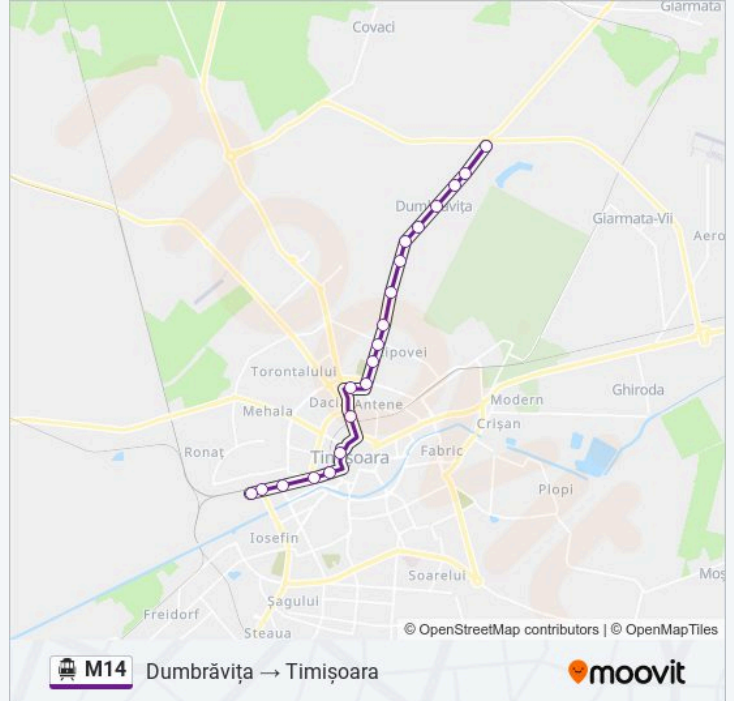 Giarmata
Covaci
Dumbrăvița
Giarmata-Vii
Aero
Lipovei
Torontalului
Dacia
Antene
Ghiroda
Mehala
Modern
Crișan
Ronaț
Timișoara
Fabric
Plopi
Iosefin
Soarelui
Moș
Șagului
Freidorf
Steaua
© OpenStreetMap contributors | © OpenMapTiles
M14 Dumbrăvița → Timișoara
moovit